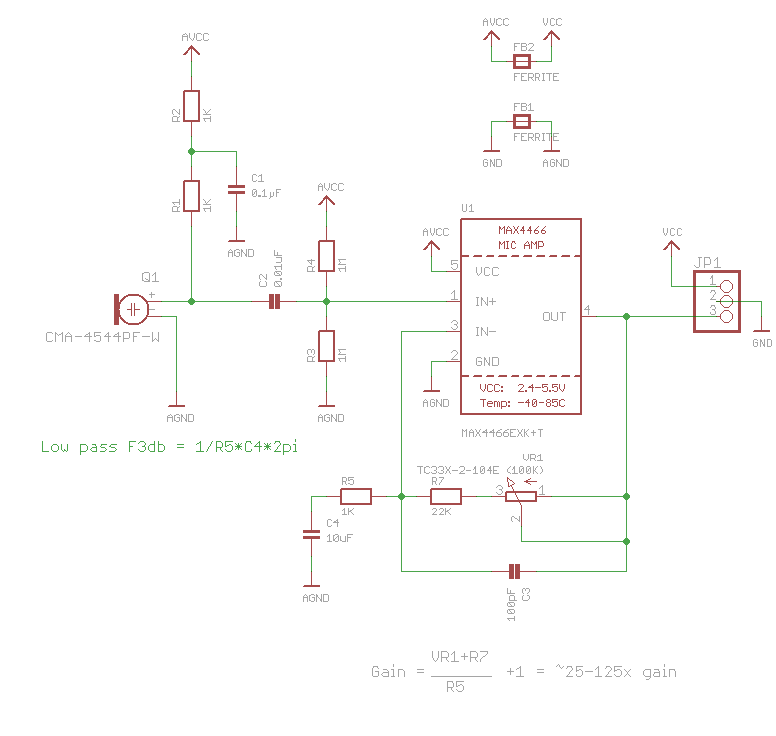 AVCC
VCC
AVCC
FB2
FERRITE
R2
1K
FB1
FERRITE
GND
AGND
C1
0.1µF
R1
1K
AVCC
U1
MAX4466
MIC AMP
AGND
AVCC
VCC
R4
1M
C2
0.01uF
5
VCC
JP1
Q1
+
-
1
IN+
1
2
3
OUT
4
CMA-4544PF-W
3
IN-
GND
R3
1M
2
GND
VCC: 2.4-5.5V
Temp: -40-85C
AGND
AGND
AGND
MAX4466EXK+T
Low pass F3db = 1/R5*C4*2pi
VR1
TC33X-2-104E (100K)
R5
1K
R7
22K
3
1
2
C4
10uF
AGND
100pF
C3
VR1+R7
Gain = +1 = ~25-125x gain
R5